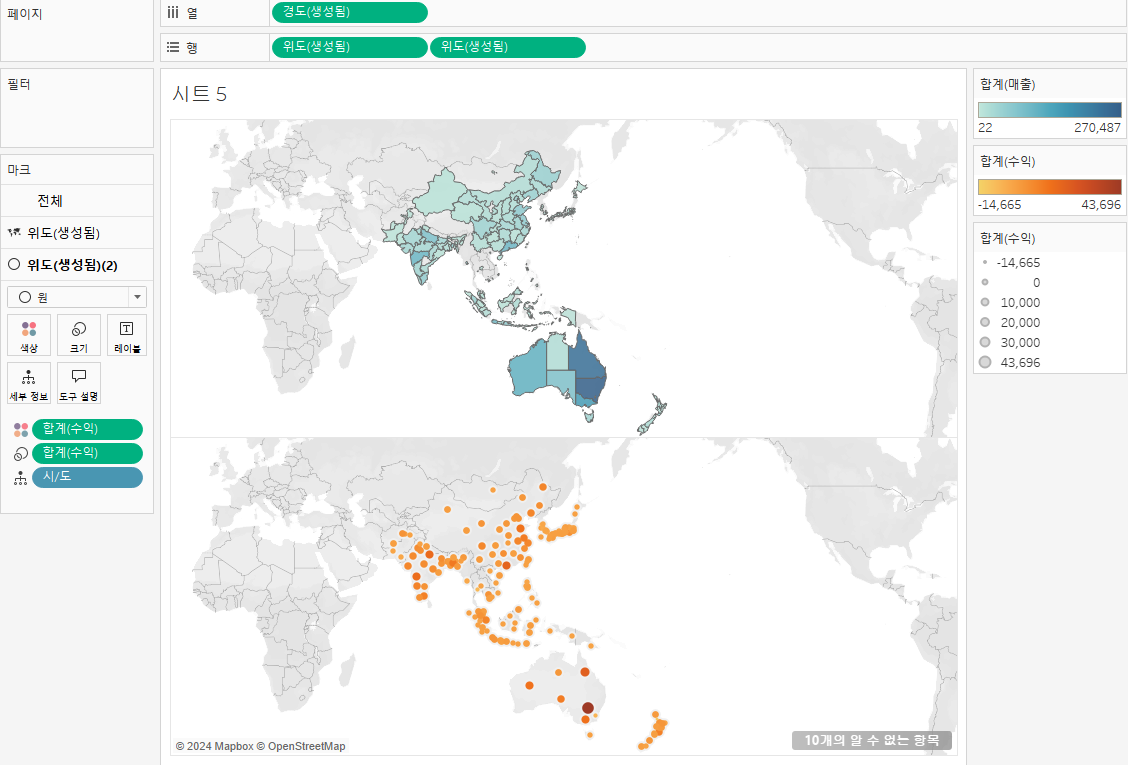 페이지
열
경도(생성됨)
행
위도(생성됨)
위도(생성됨)
필터
마크
전체
위도(생성됨)
위도(생성됨)(2)
원
색상
크기
레이블
세부 정보
도구 설명
합계(수익)
합계(수익)
시/도
시트 5
© 2024 Mapbox © OpenStreetMap
10개의 알 수 없는 항목
합계(매출)
22
270,487
합계(수익)
-14,665
43,696
합계(수익)
-14,665
0
10,000
20,000
30,000
43,696